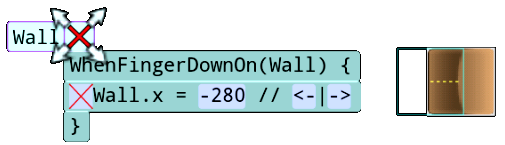 Wall
WhenFingerDownOn(Wall) {
Wall.x = -280 // <-|->
}